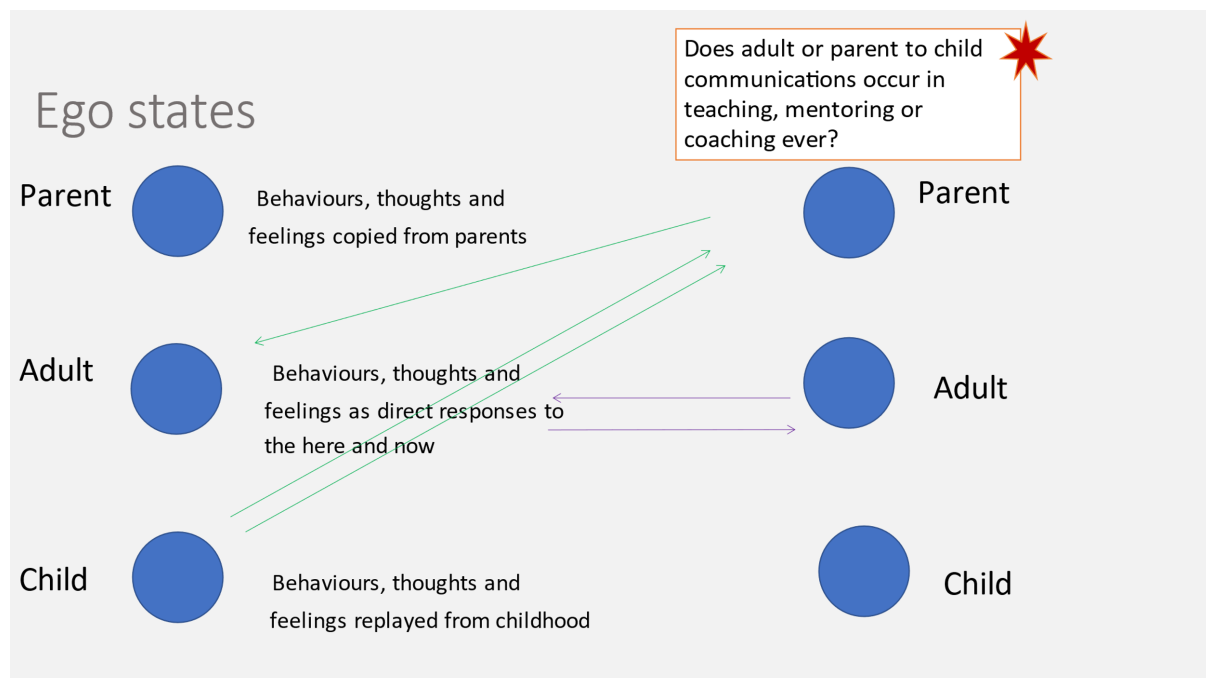 Does adult or parent to child
communications occur in
teaching, mentoring or
coaching ever?
Ego states
Parent
Behaviours, thoughts and
feelings copied from parents
Parent
Adult
Behaviours, thoughts and
feelings as direct responses to
the here and now
Adult
Child
Behaviours, thoughts and
feelings replayed from childhood
Child